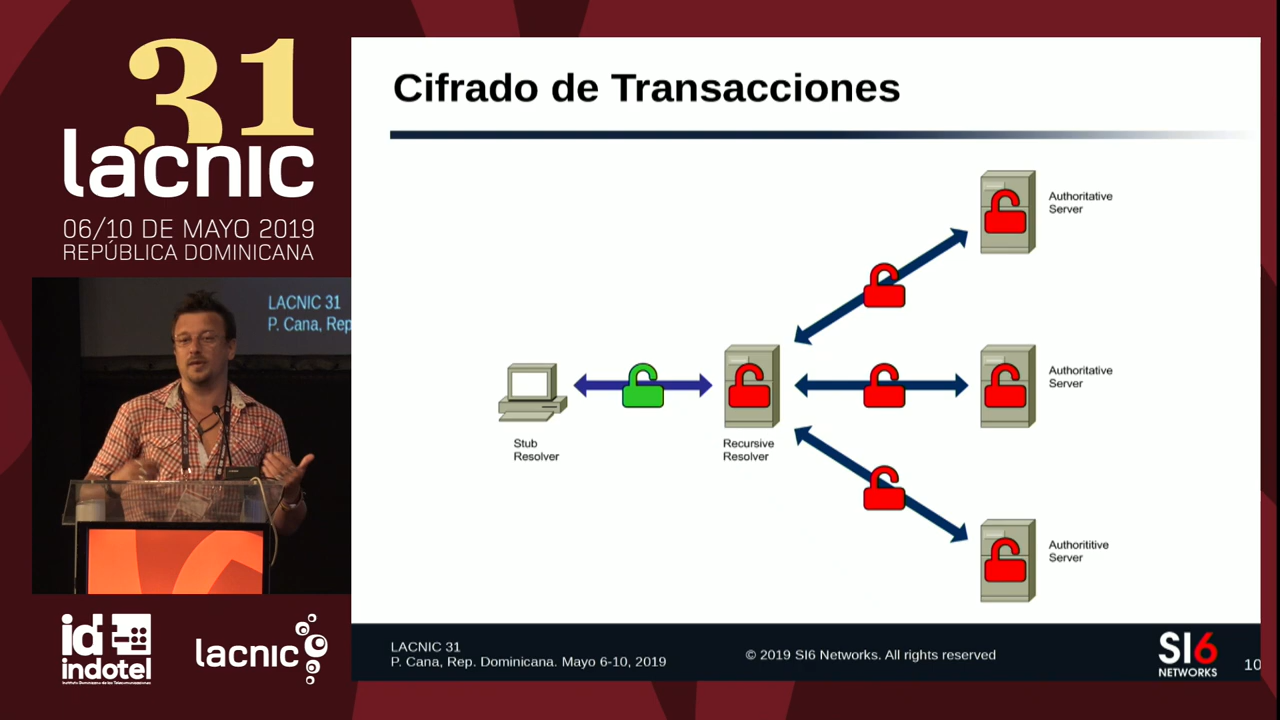 31
lacnic
06/10 DE MAYO 2019
REPÚBLICA DOMINICANA
LACNIC 31
P. Cana, Rep
id
indotel
lacnic
Cifrado de Transacciones
Authoritative
Server
Stub
Resolver
Recursive
Resolver
Authoritative
Server
Authorititive
Server
LACNIC 31
P. Cana, Rep. Dominicana. Mayo 6-10, 2019
© 2019 SI6 Networks. All rights reserved
SI6
NETWORKS
10